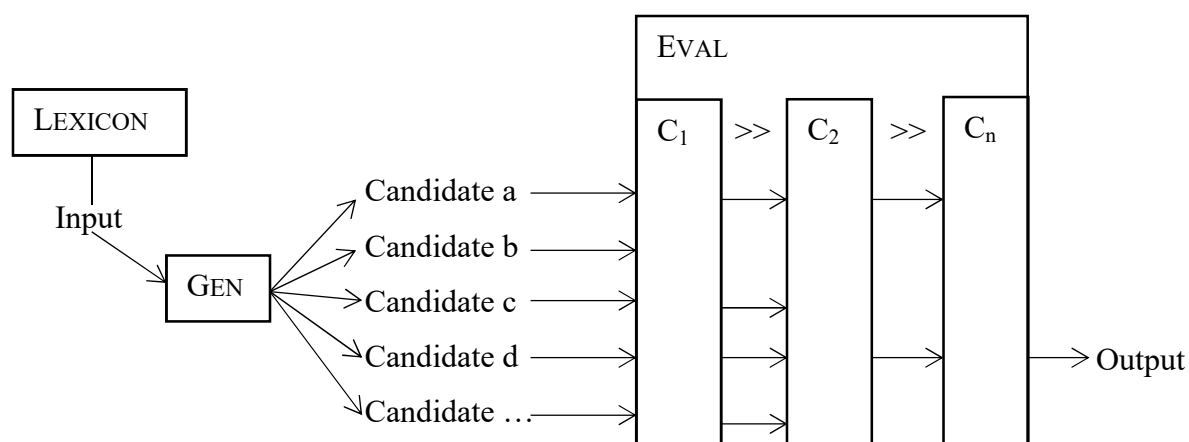 EVAL
LEXICON
C₁ >> C₂ >> Cₙ
Candidate a
Input
Candidate b
GEN
Candidate c
Candidate d
Output
Candidate …